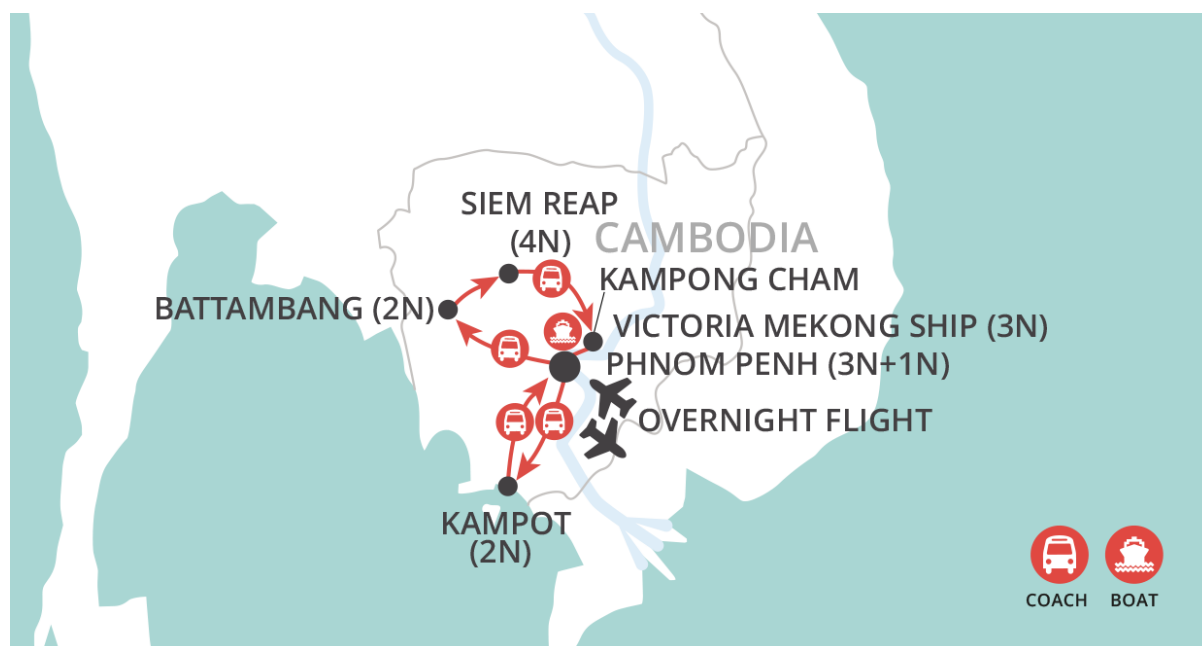 SIEM REAP
(4N)
CAMBODIA
KAMPONG CHAM
BATTAMBANG (2N)
VICTORIA MEKONG SHIP (3N)
PHNOM PENH (3N+1N)
OVERNIGHT FLIGHT
KAMPOT
(2N)
COACH
BOAT